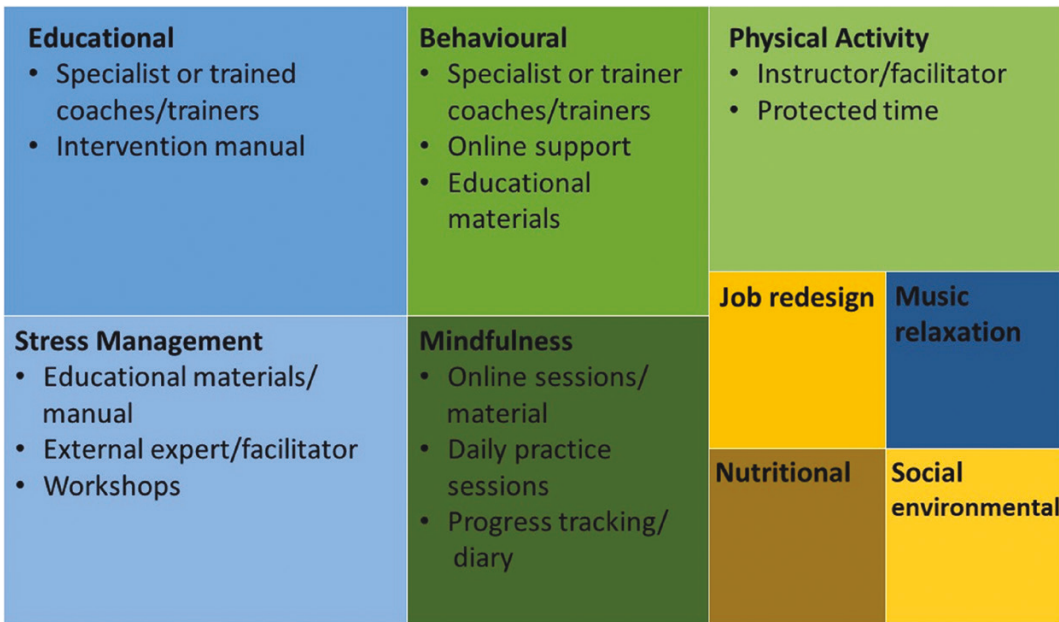 Educational
• Specialist or trained
coaches/trainers
• Intervention manual
Behavioural
• Specialist or trainer
coaches/trainers
• Online support
• Educational
materials
Physical Activity
• Instructor/facilitator
• Protected time
Stress Management
• Educational materials/
manual
• External expert/facilitator
• Workshops
Mindfulness
• Online sessions/
material
• Daily practice
sessions
• Progress tracking/
diary
Job redesign
Music
relaxation
Nutritional
Social
environmental